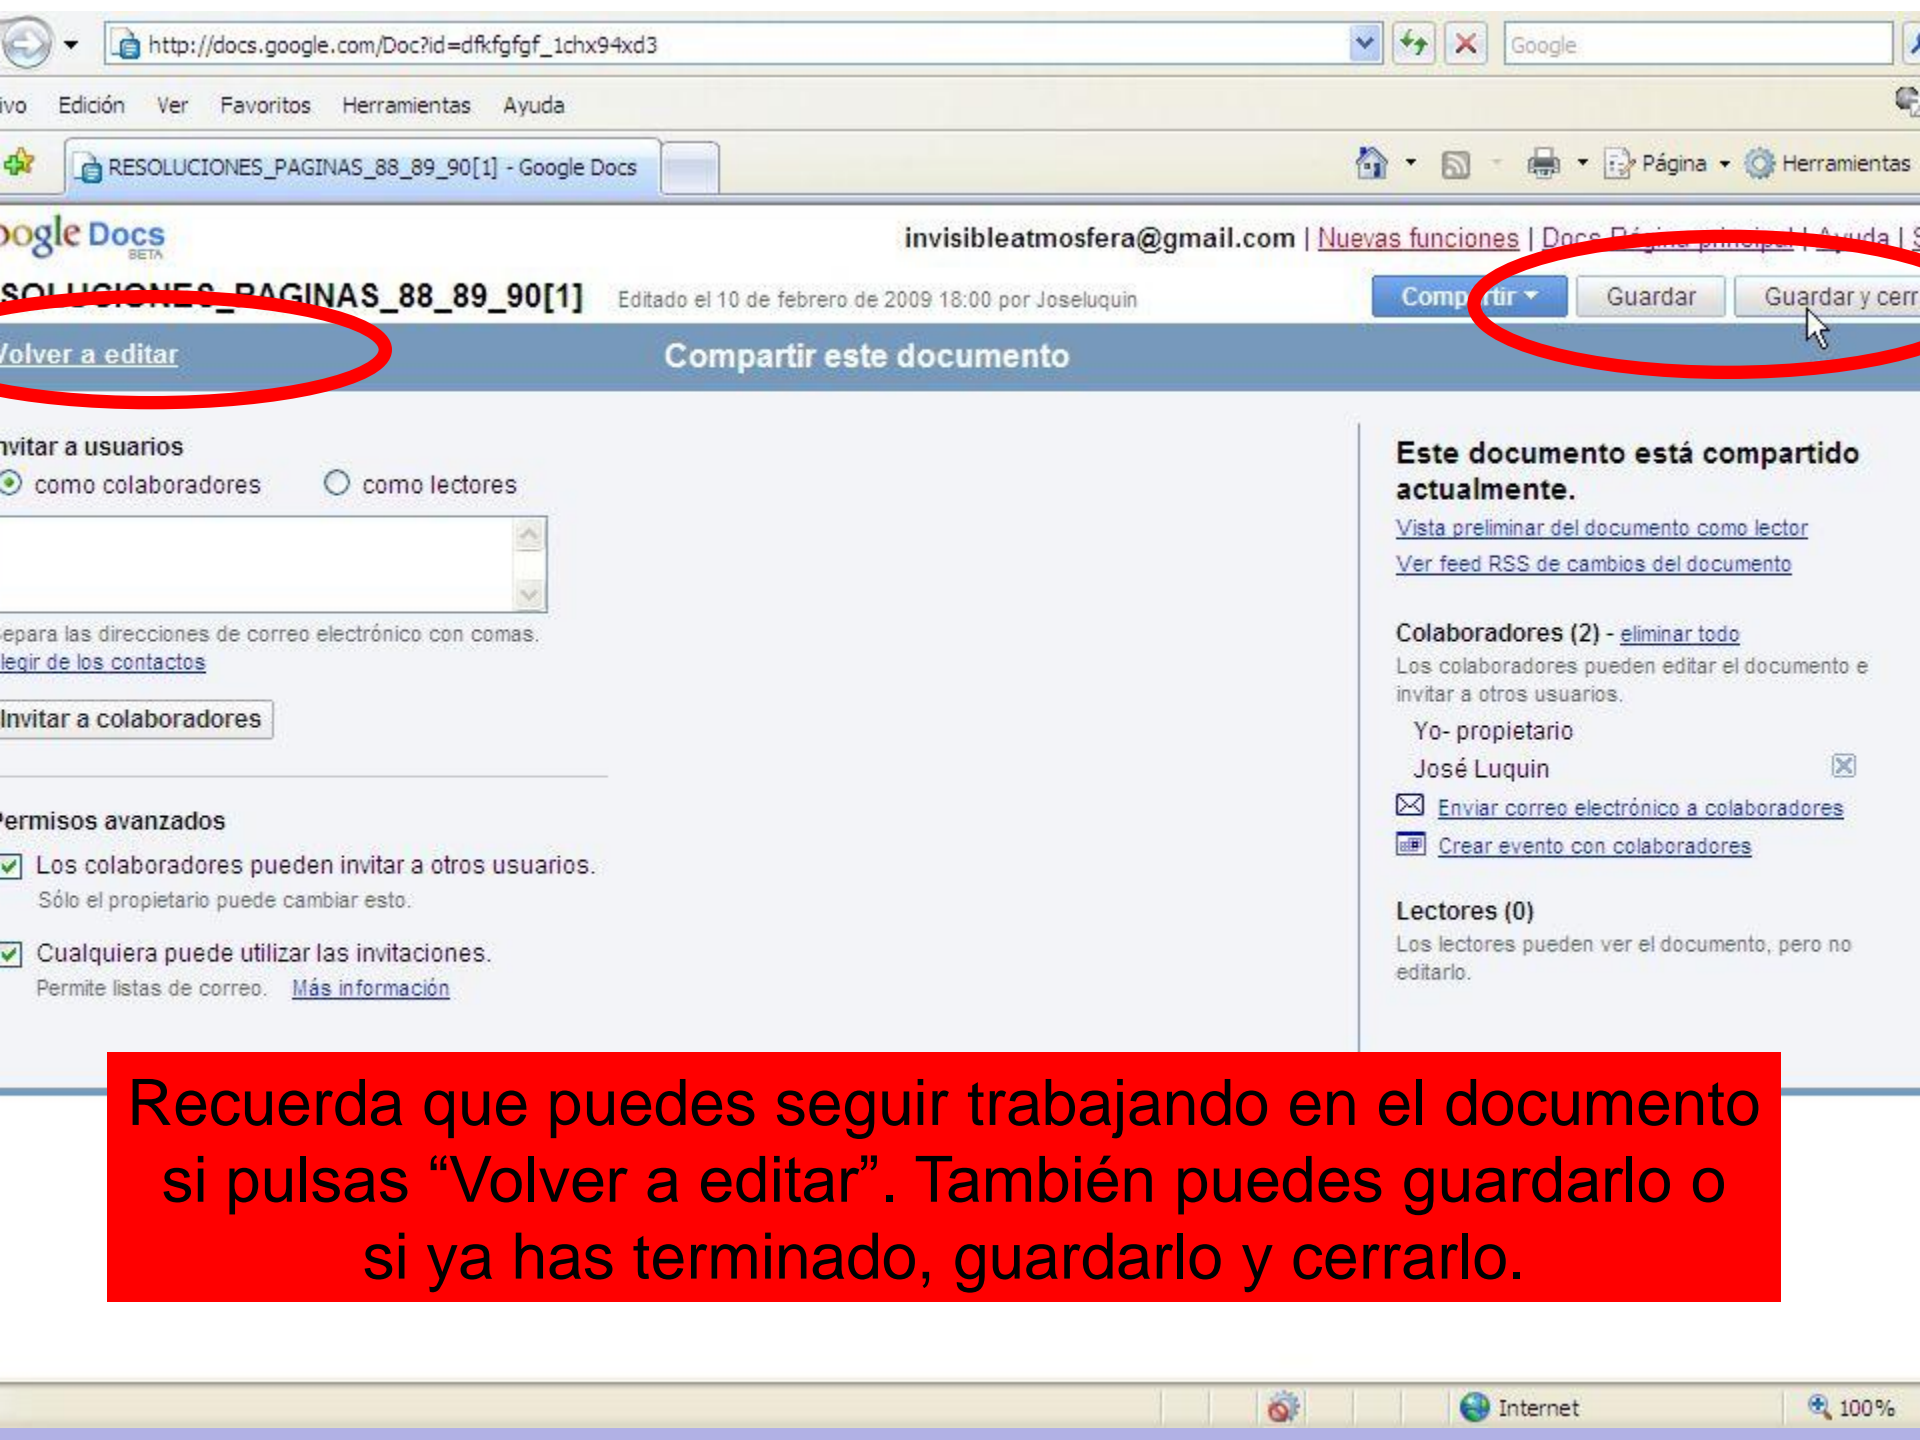 http://docs.google.com/Doc?id=dfkfgfgf_1chx94xd3
Google
ivo Edición Ver Favoritos Herramientas Ayuda
RESOLUCIONES_PAGINAS_88_89_90[1] - Google Docs
Página Herramientas
oogle Docs
BETA
invisibleatmosfera@gmail.com | Nuevas funciones | Docs Página principal | Ayuda | S
SOLUCIONES_PAGINAS_88_89_90[1] Editado el 10 de febrero de 2009 18:00 por Joseluquin
Compartir Guardar Guardar y cerr
Volver a editar
Compartir este documento
nvitar a usuarios
como colaboradores como lectores
Separa las direcciones de correo electrónico con comas.
legir de los contactos
Invitar a colaboradores
Permisos avanzados
Los colaboradores pueden invitar a otros usuarios.
Sólo el propietario puede cambiar esto.
Cualquiera puede utilizar las invitaciones.
Permite listas de correo. Más información
Este documento está compartido
actualmente.
Vista preliminar del documento como lector
Ver feed RSS de cambios del documento
Colaboradores (2) - eliminar todo
Los colaboradores pueden editar el documento e
invitar a otros usuarios.
Yo- propietario
José Luquin
Enviar correo electrónico a colaboradores
Crear evento con colaboradores
Lectores (0)
Los lectores pueden ver el documento, pero no
editarlo.
Recuerda que puedes seguir trabajando en el documento
si pulsas “Volver a editar”. También puedes guardarlo o
si ya has terminado, guardarlo y cerrarlo.
Internet
100%